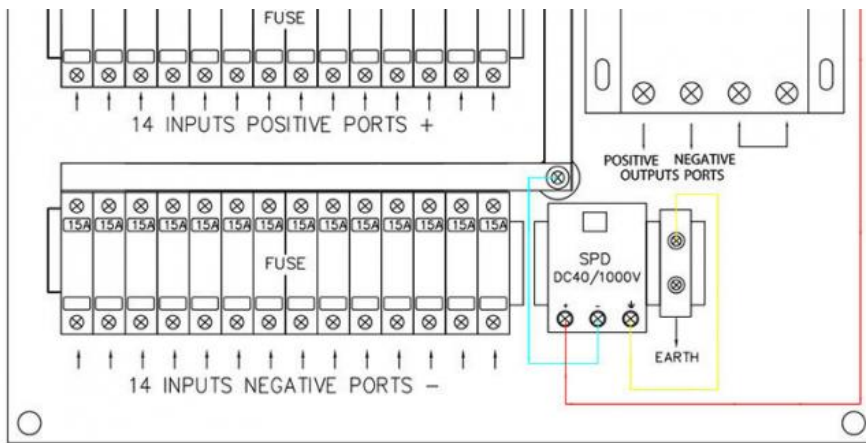 FUSE
14 INPUTS POSITIVE PORTS +
POSITIVE NEGATIVE
OUTPUTS PORTS
15A 15A 15A 15A 15A 15A 15A 15A 15A 15A 15A 15A 15A 15A
FUSE
SPD
DC40/1000V
+ -
EARTH
14 INPUTS NEGATIVE PORTS -